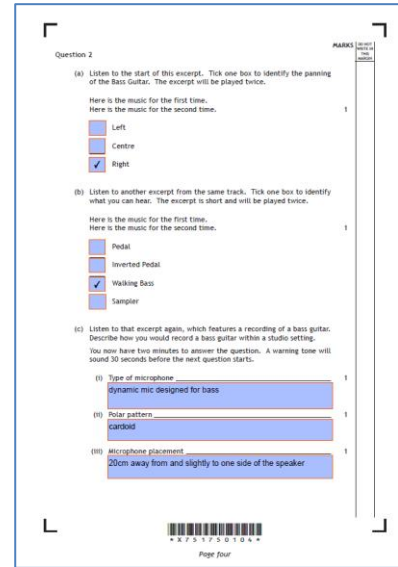 MARKS
DO NOT WRITE IN THIS MARGIN
Question 2
(a) Listen to the start of this excerpt. Tick one box to identify the panning
of the Bass Guitar. The excerpt will be played twice.
Here is the music for the first time.
Here is the music for the second time. 1
Left
Centre
✓ Right
(b) Listen to another excerpt from the same track. Tick one box to identify
what you can hear. The excerpt is short and will be played twice.
Here is the music for the first time.
Here is the music for the second time. 1
Pedal
Inverted Pedal
✓ Walking Bass
Sampler
(c) Listen to that excerpt again, which features a recording of a bass guitar.
Describe how you would record a bass guitar within a studio setting.
You now have two minutes to answer the question. A warning tone will
sound 30 seconds before the next question starts.
(i) Type of microphone 1
dynamic mic designed for bass
(ii) Polar pattern 1
cardoid
(iii) Microphone placement 1
20cm away from and slightly to one side of the speaker
* X 7 5 1 7 5 0 1 0 4 *
Page four